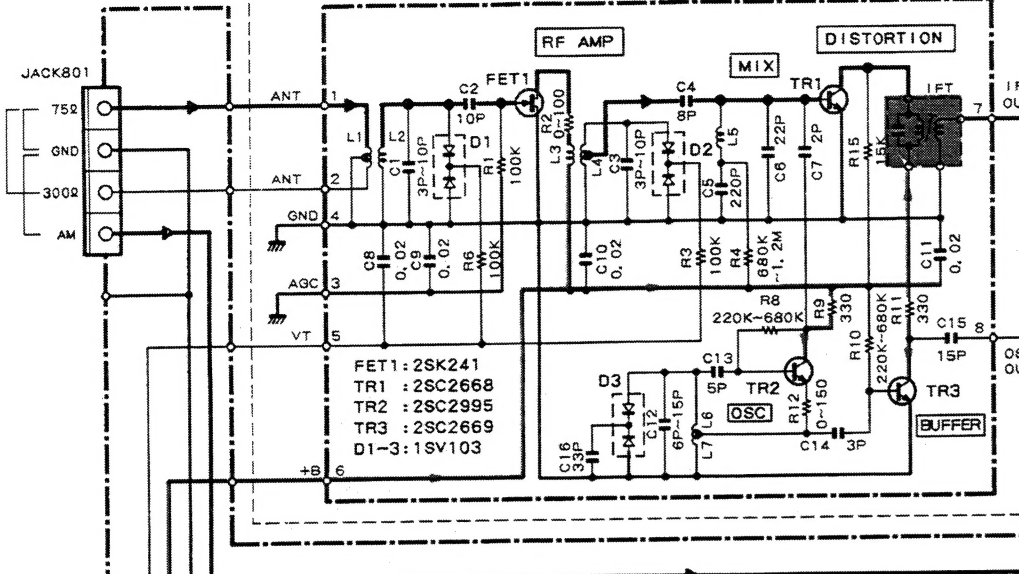 RF AMP
DISTORTION
MIX
JACK801
75Ω
GND
300Ω
AM
ANT
1
ANT
2
GND
4
AGC
3
VT
5
+B
6
L1
L2
C1
3P~10P
D1
C2
10P
R1
100K
FET1
R2
0~100
L3
L4
C3
3P~10P
D2
C4
8P
L5
C5
220P
C6
22P
C7
2P
TR1
R15
15K
IFT
7
C8
0.02
C9
0.02
R6
100K
C10
0.02
R3
100K
R4
680K
~1.2M
C11
0.02
R8
220K~680K
R9
330
R10
220K~680K
R11
330
C15
15P
8
FET1:2SK241
TR1 :2SC2668
TR2 :2SC2995
TR3 :2SC2669
D1-3:1SV103
D3
C16
33P
C12
6P~15P
L6
L7
C13
5P
TR2
OSC
R12
0~150
C14
3P
TR3
BUFFER